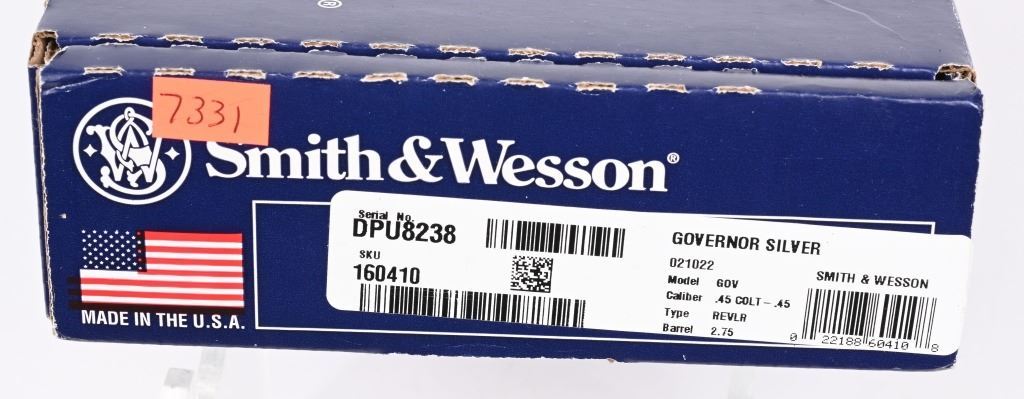 ®
7331
Smith & Wesson®
MADE IN THE U.S.A.
Serial No.
DPU8238
SKU
160410
GOVERNOR SILVER
021022
Model GOV
Caliber .45 COLT - .45
Type REVLR
Barrel 2.75
SMITH & WESSON
0 22188 60410 8